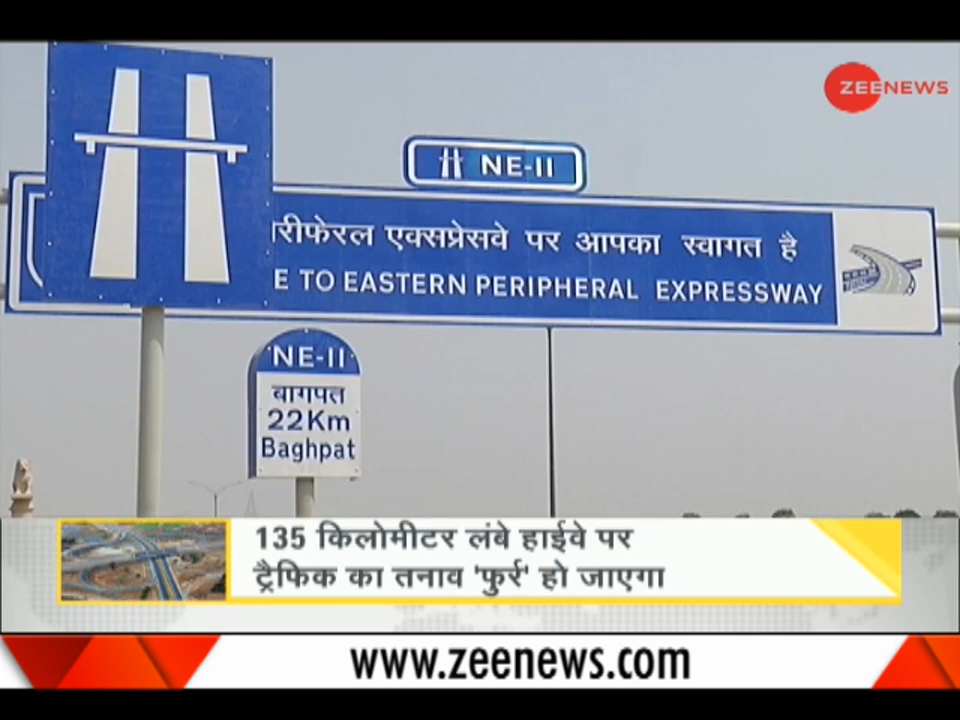 ZEENEWS
NE-II
रीफेरल एक्सप्रेसवे पर आपका स्वागत है
E TO EASTERN PERIPHERAL EXPRESSWAY
NE-II
बागपत
22Km
Baghpat
135 किलोमीटर लंबे हाईवे पर
ट्रैफिक का तनाव 'फुर्र' हो जाएगा
www.zeenews.com